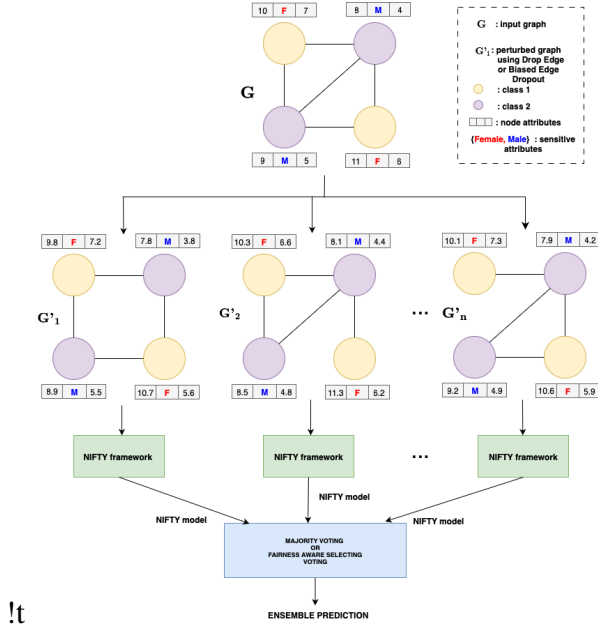 10 F 7
8 M 4
G
9 M 5
11 F 6
G : input graph
G'₁ : perturbed graph
using Drop Edge
or Biased Edge
Dropout
: class 1
: class 2
: node attributes
{Female, Male} : sensitive
attributes
9.8 F 7.2
7.8 M 3.8
10.3 F 6.6
8.1 M 4.4
10.1 F 7.3
7.9 M 4.2
G'₁
G'₂
...
G'ₙ
8.9 M 5.5
10.7 F 5.6
8.5 M 4.8
11.3 F 6.2
9.2 M 4.9
10.6 F 5.9
NIFTY framework
NIFTY framework
...
NIFTY framework
NIFTY model
NIFTY model
NIFTY model
MAJORITY VOTING
OR
FAIRNESS AWARE SELECTING
VOTING
ENSEMBLE PREDICTION
!t